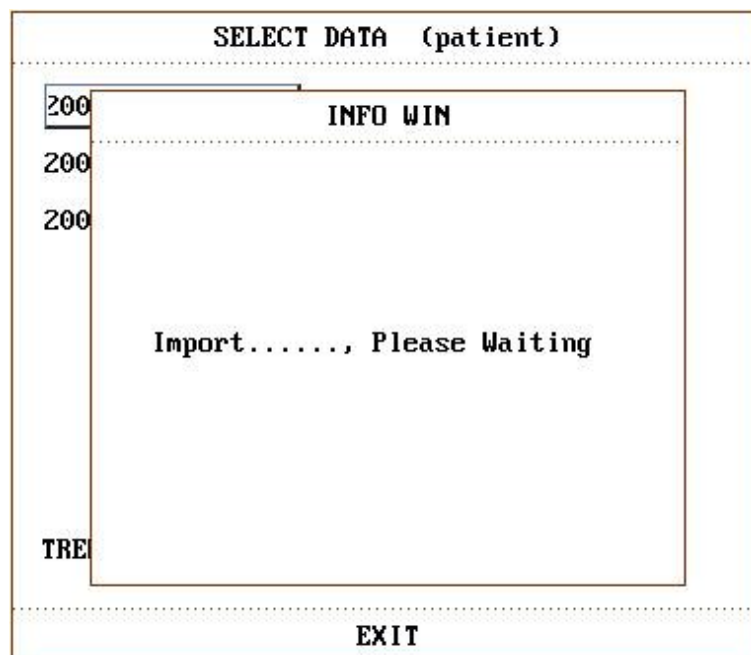 SELECT DATA (patient)
200
INFO WIN
200
200
Import......, Please Waiting
TRE
EXIT